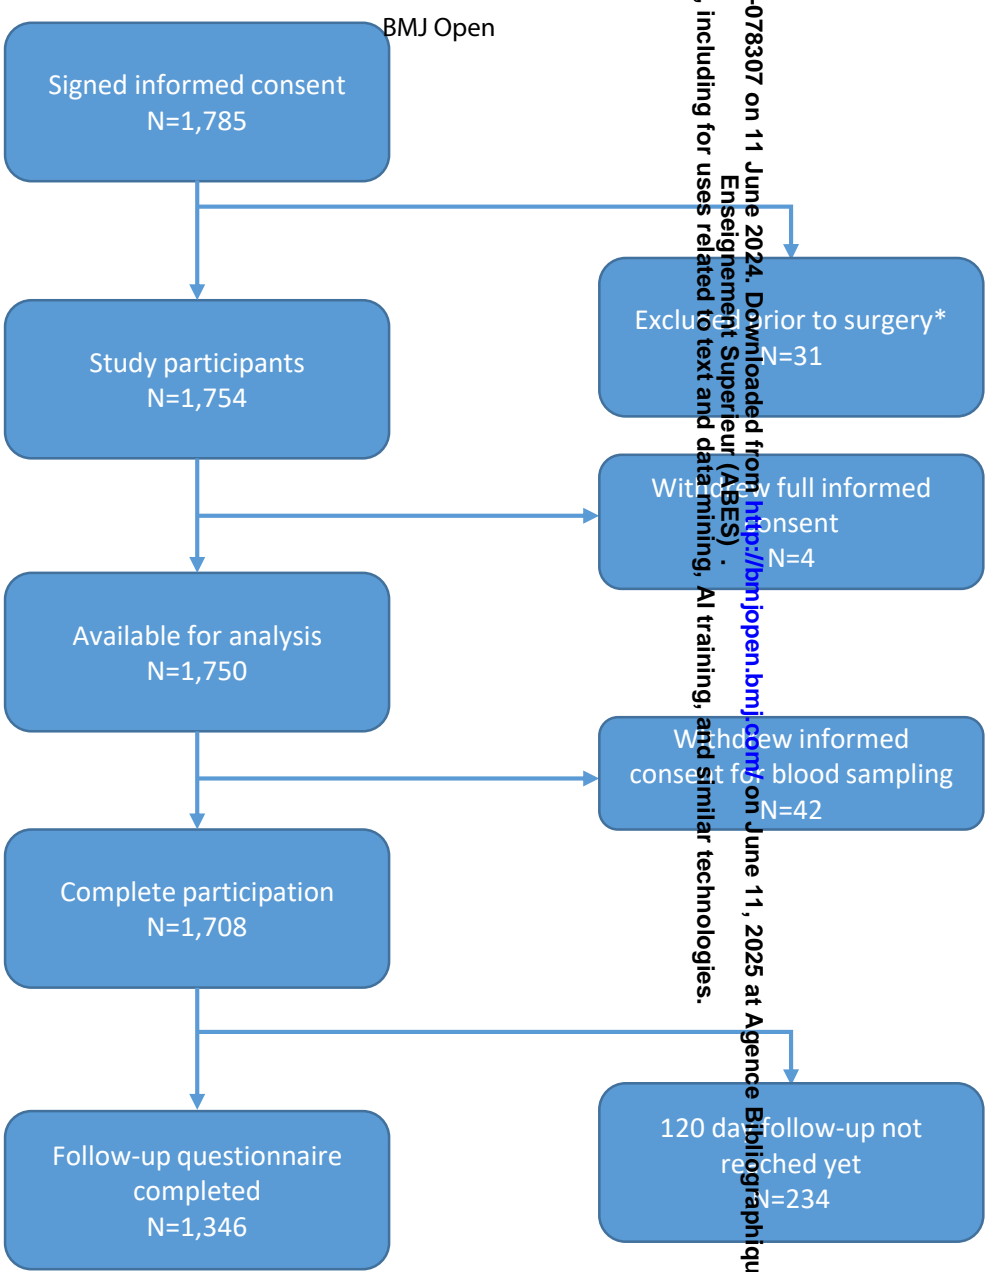 BMJ Open
Signed informed consent
N=1,785
Excluded prior to surgery*
N=31
Study participants
N=1,754
Withdrew full informed
consent
N=4
Available for analysis
N=1,750
Withdrew informed
consent for blood sampling
N=42
Complete participation
N=1,708
120 day follow-up not
reached yet
N=234
Follow-up questionnaire
completed
N=1,346
-078307 on 11 June 2024. Downloaded from http://bmjopen.bmj.com/ on June 11, 2025 at Agence Bibliographiqu
Enseignement Superieur (ABES) .
, including for uses related to text and data mining, AI training, and similar technologies.